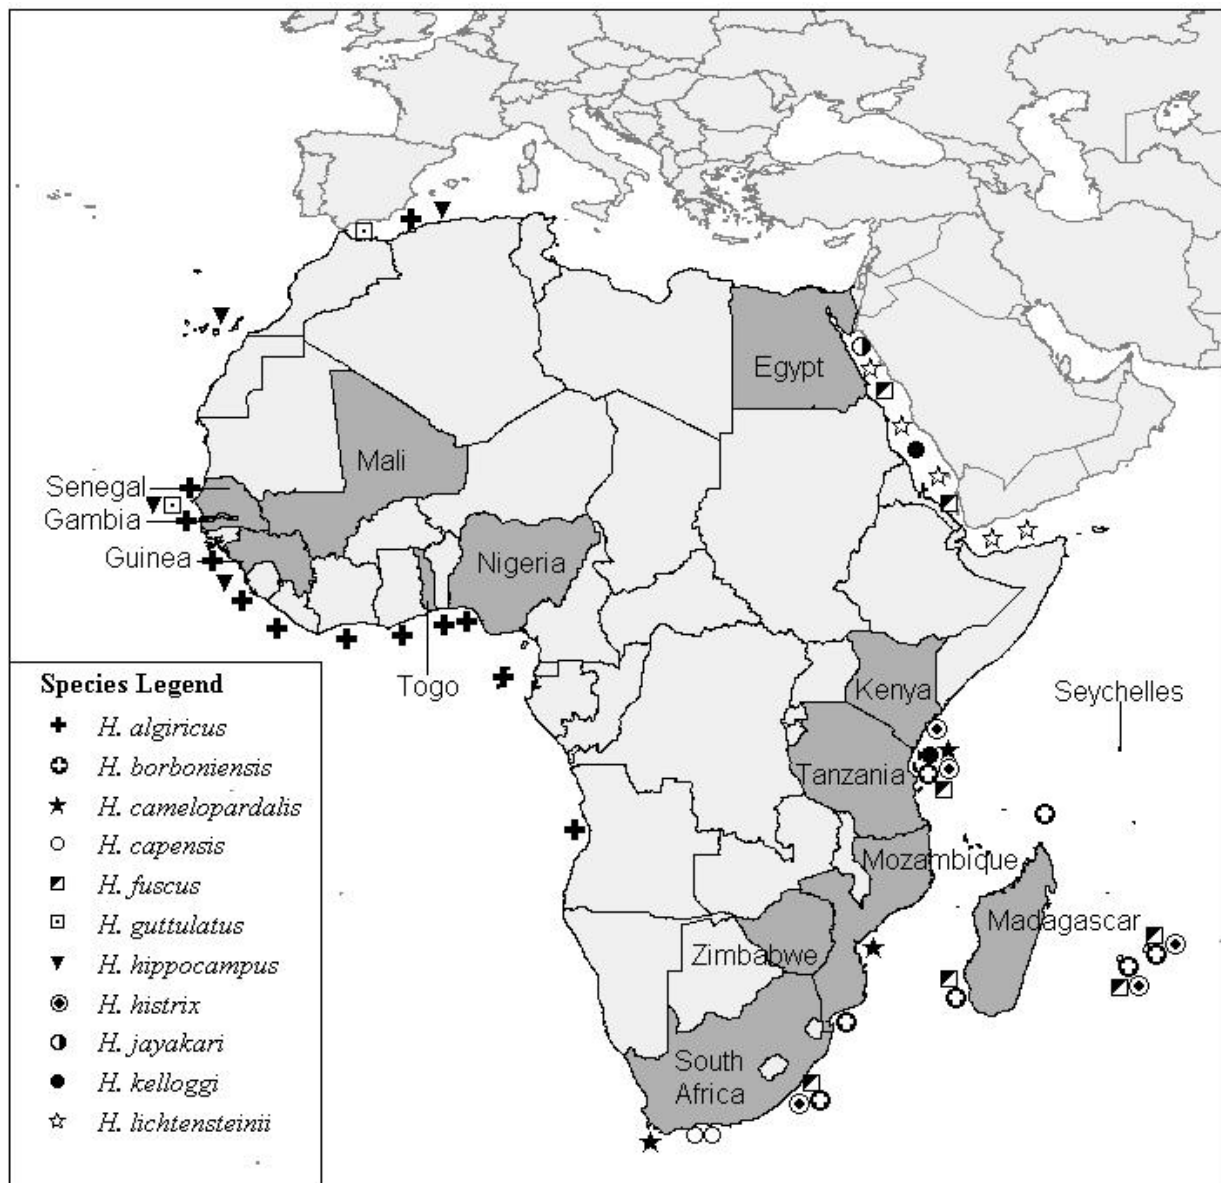 Egypt
Mali
Senegal
Gambia
Guinea
Nigeria
Togo
Kenya
Seychelles
Tanzania
Mozambique
Madagascar
Zimbabwe
South
Africa
Species Legend
H. algiricus
H. borboniensis
H. camelopardalis
H. capensis
H. fuscus
H. guttulatus
H. hippocampus
H. histrix
H. jayakari
H. kelloggi
H. lichtensteinii